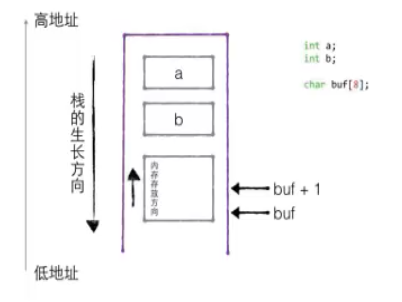 高地址
int a;
int b;
char buf[8];
a
b
栈的生长方向
内存存放方向
buf + 1
buf
低地址